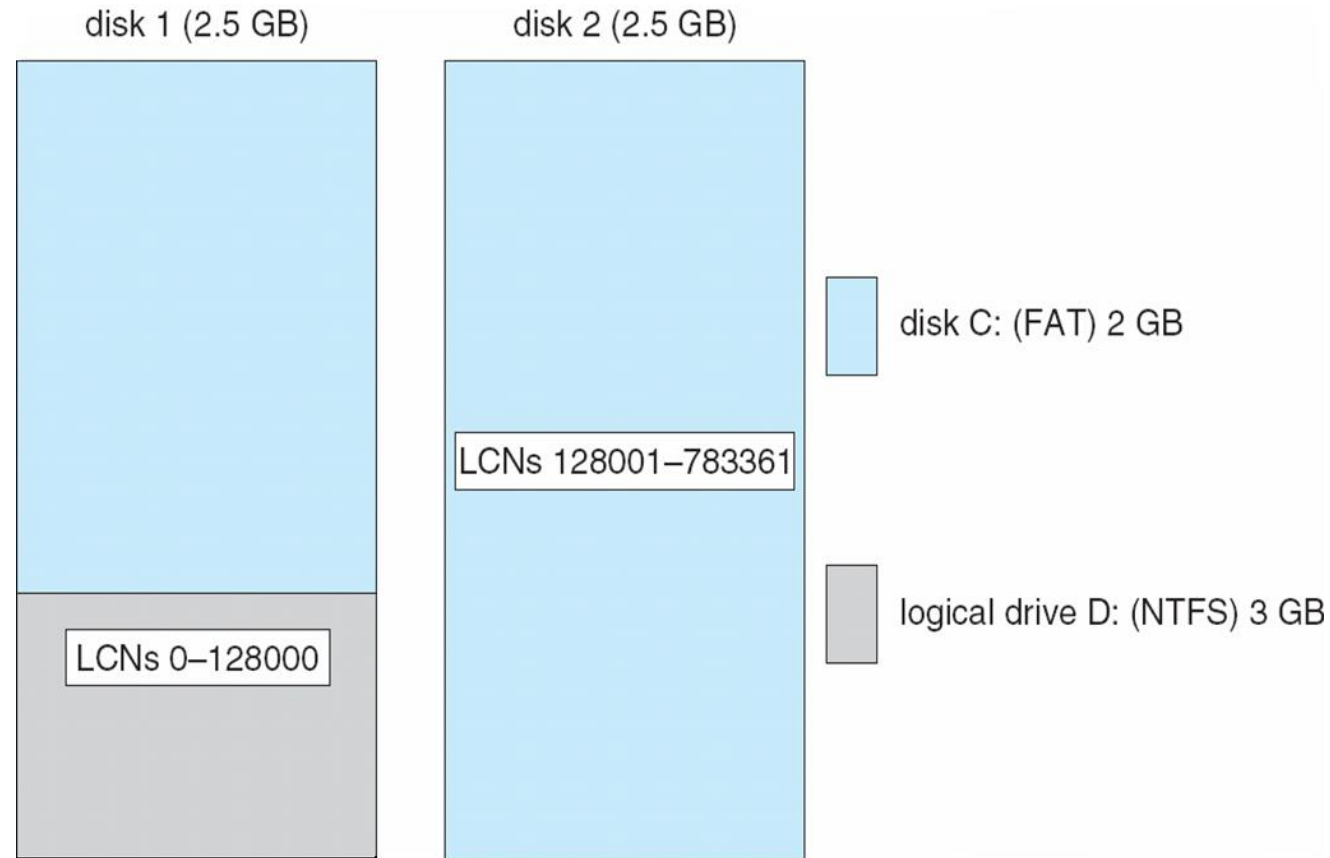 disk 1 (2.5 GB)
disk 2 (2.5 GB)
disk C: (FAT) 2 GB
LCNs 128001–783361
logical drive D: (NTFS) 3 GB
LCNs 0–128000